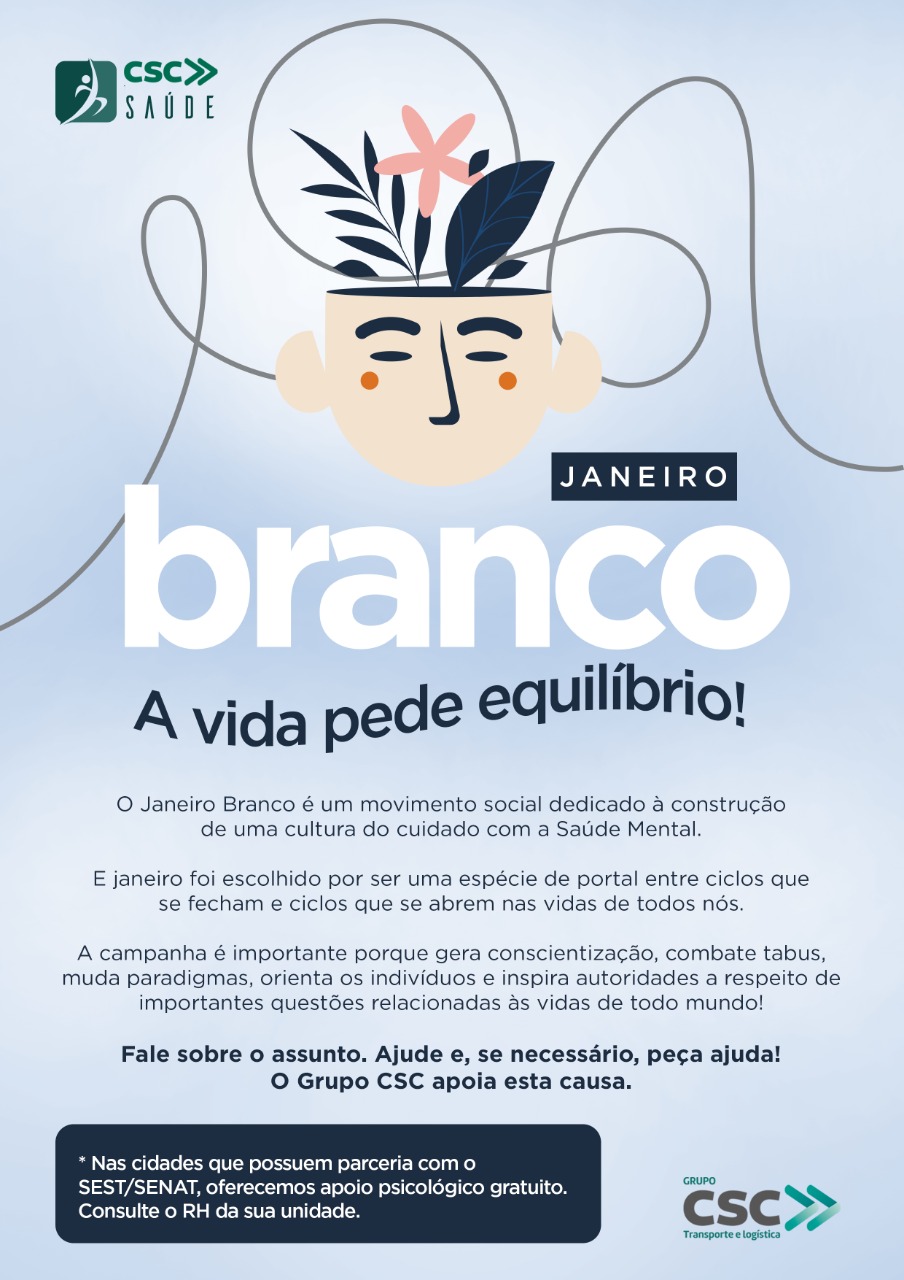 CSC
SAÚDE
JANEIRO
branco
A vida pede equilíbrio!
O Janeiro Branco é um movimento social dedicado à construção
de uma cultura do cuidado com a Saúde Mental.
E janeiro foi escolhido por ser uma espécie de portal entre ciclos que
se fecham e ciclos que se abrem nas vidas de todos nós.
A campanha é importante porque gera conscientização, combate tabus,
muda paradigmas, orienta os indivíduos e inspira autoridades a respeito de
importantes questões relacionadas às vidas de todo mundo!
Fale sobre o assunto. Ajude e, se necessário, peça ajuda!
O Grupo CSC apoia esta causa.
* Nas cidades que possuem parceria com o
SEST/SENAT, oferecemos apoio psicológico gratuito.
Consulte o RH da sua unidade.
GRUPO
CSC
Transporte e logística